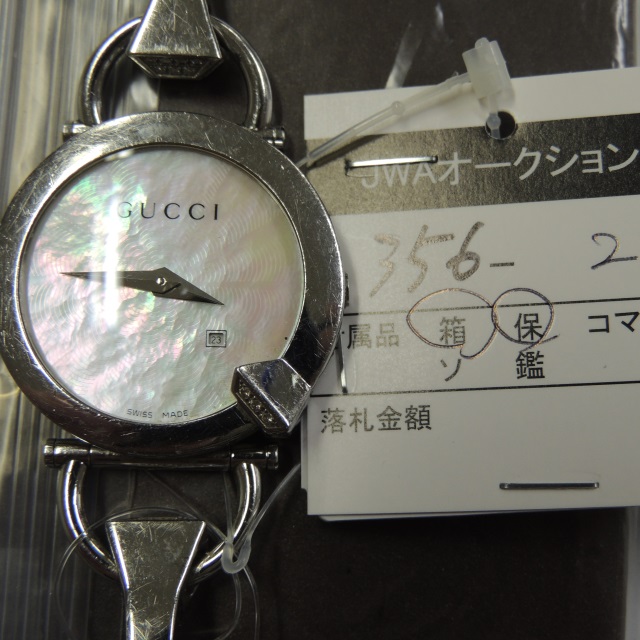 GUCCI
SWISS MADE
JWAオークション
356-2
属品 箱 保 コマ
ソ 鑑
落札金額